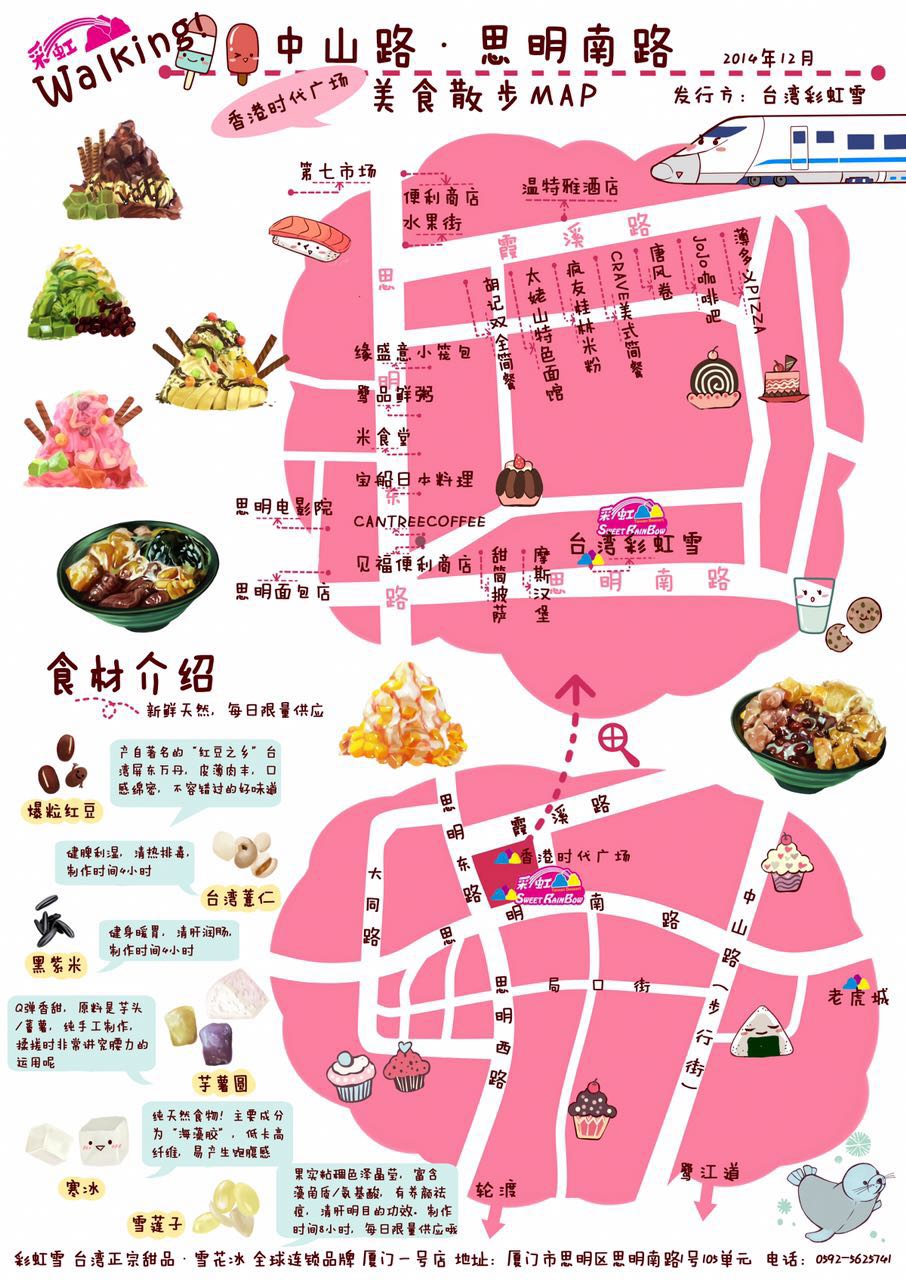 彩虹
Walking!
中山路·思明南路
2014年12月
香港时代广场
美食散步MAP
发行方：台湾彩虹雪
第七市场
便利商店
水果街
温特雅酒店
霞溪路
思明东路
胡记双全简餐
太姥山特色面馆
疯友桂林米粉
CRAVE美式简餐
唐风卷
JoJo咖啡吧
薄多义PIZZA
缘盛意小笼包
鹭品鲜粥
米食堂
宝船日本料理
思明电影院
CANTREECOFFEE
见福便利商店
思明面包店
甜筒披萨
摩斯汉堡
彩虹
Taiwan Dessert
SWEET RAINBOW
台湾彩虹雪
思明南路
食材介绍
新鲜天然，每日限量供应
爆粒红豆
产自著名的“红豆之乡”台
湾屏东万丹，皮薄肉丰，口
感绵密，不容错过的好味道
健脾利湿，清热排毒，
制作时间4小时
台湾薏仁
黑紫米
健身暖胃，清肝润肠，
制作时间4小时
Q弹香甜，原料是芋头
/蕃薯，纯手工制作，
揉搓时非常讲究腰力的
运用呢
芋薯圆
纯天然食物！主要成分
为“海藻胶”，低卡高
纤维，易产生饱腹感
寒冰
果实粘稠色泽晶莹，富含
藻角质/氨基酸，有养颜祛
痘，清肝明目的功效。制作
时间8小时，每日限量供应哦
雪莲子
思明东路
霞溪路
香港时代广场
彩虹
Taiwan Dessert
SWEET RAINBOW
大同路
思明南路
思明西路
局口街
中山路（步行街）
老虎城
轮渡
鹭江道
彩虹雪 台湾正宗甜品·雪花冰 全球连锁品牌 厦门一号店 地址：厦门市思明区思明南路1号105单元 电话：0592-5625741